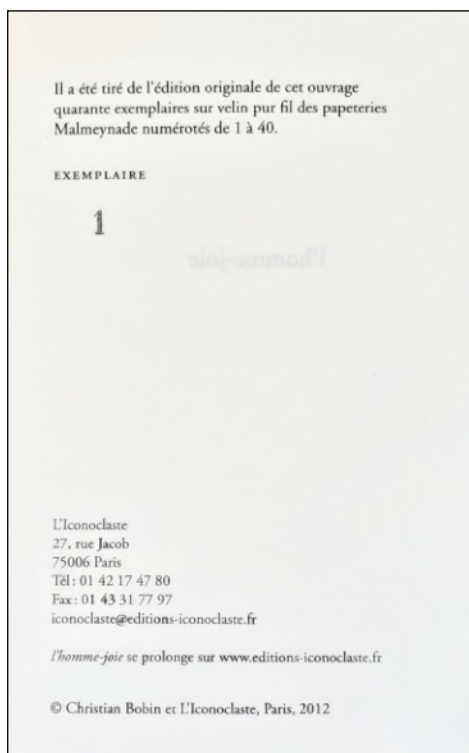 Il a été tiré de l'édition originale de cet ouvrage
quarante exemplaires sur velin pur fil des papeteries
Malmeynade numérotés de 1 à 40.
EXEMPLAIRE
1
l'homme-joie
L'Iconoclaste
27, rue Jacob
75006 Paris
Tél : 01 42 17 47 80
Fax : 01 43 31 77 97
iconoclaste@editions-iconoclaste.fr
l'homme-joie se prolonge sur www.editions-iconoclaste.fr
© Christian Bobin et L'Iconoclaste, Paris, 2012